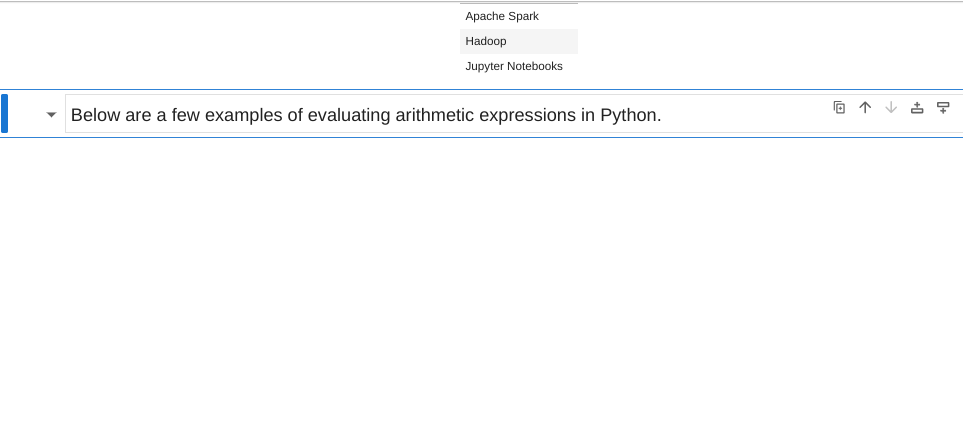 Apache Spark
Hadoop
Jupyter Notebooks
Below are a few examples of evaluating arithmetic expressions in Python.